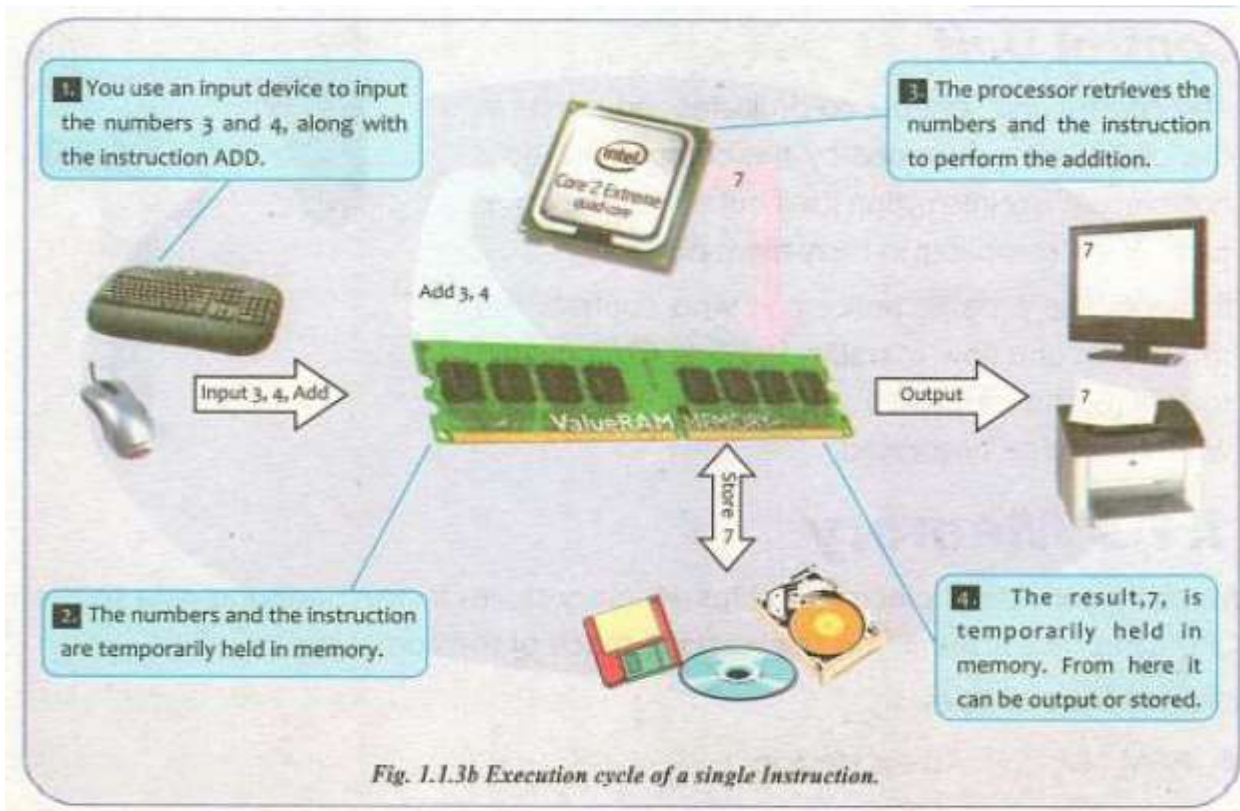 1. You use an input device to input
the numbers 3 and 4, along with
the instruction ADD.
3. The processor retrieves the
numbers and the instruction
to perform the addition.
intel
Core 2 Extreme
quad-core
7
7
Add 3, 4
Input 3, 4, Add
ValueRAM MEMORY
Output
7
Store 7
2. The numbers and the instruction
are temporarily held in memory.
4. The result,7, is
temporarily held in
memory. From here it
can be output or stored.
Fig. 1.1.3b Execution cycle of a single Instruction.